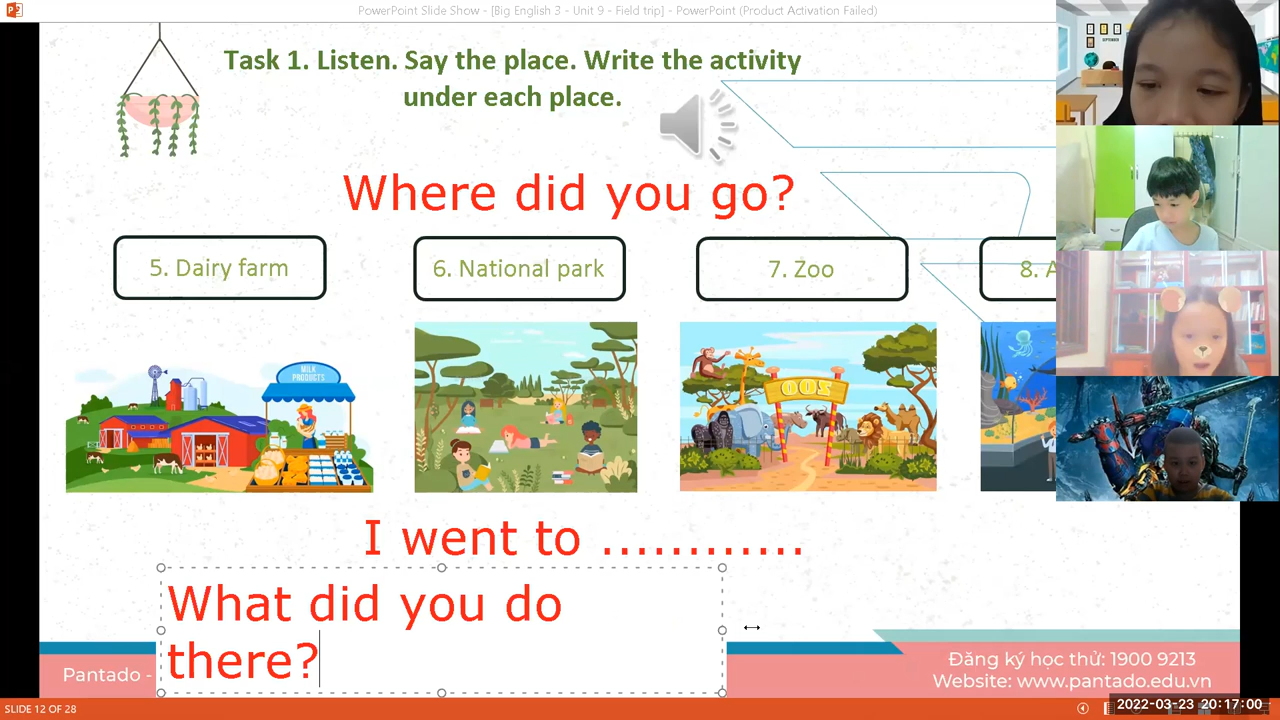 PowerPoint Slide Show - [Big English 3 - Unit 9 - Field trip] - PowerPoint (Product Activation Failed)
Task 1. Listen. Say the place. Write the activity
under each place.
Where did you go?
5. Dairy farm
6. National park
7. Zoo
8. A
MILK
PRODUCTS
ZOO
I went to ............
What did you do
there?
Pantado -
Đăng ký học thử: 1900 9213
Website: www.pantado.edu.vn
SLIDE 12 OF 28
2022-03-23 20:17:00